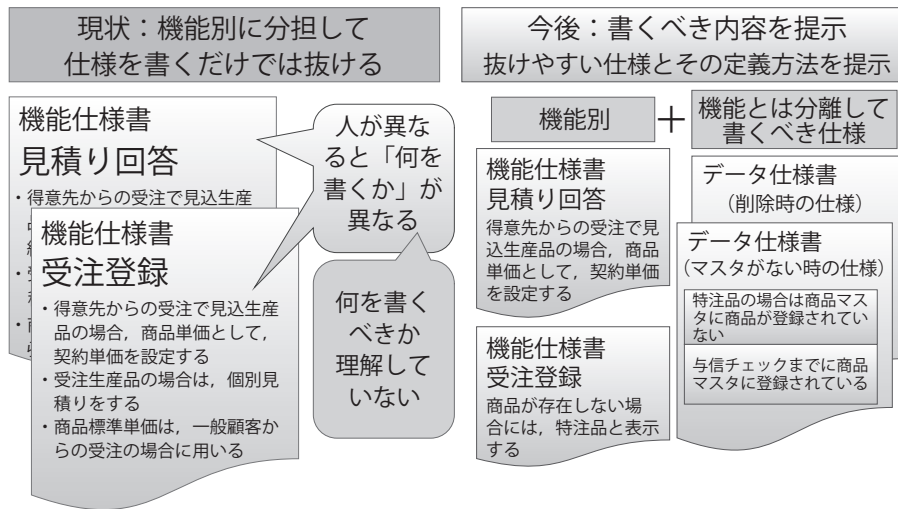 現状：機能別に分担して
仕様を書くだけでは抜ける
機能仕様書
見積り回答
・得意先からの受注で見込生産
機能仕様書
受注登録
・得意先からの受注で見込生産
品の場合，商品単価として，
契約単価を設定する
・受注生産品の場合は，個別見
積りをする
・商品標準単価は，一般顧客か
らの受注の場合に用いる
人が異な
ると「何を
書くか」が
異なる
何を書く
べきか
理解して
いない
今後：書くべき内容を提示
抜けやすい仕様とその定義方法を提示
機能別
＋
機能とは分離して
書くべき仕様
機能仕様書
見積り回答
得意先からの受注で見
込生産品の場合，商品
単価として，契約単価
を設定する
機能仕様書
受注登録
商品が存在しない場
合には，特注品と表示
する
データ仕様書
（削除時の仕様）
データ仕様書
（マスタがない時の仕様）
特注品の場合は商品マス
タに商品が登録されてい
ない
与信チェックまでに商品
マスタに登録されている